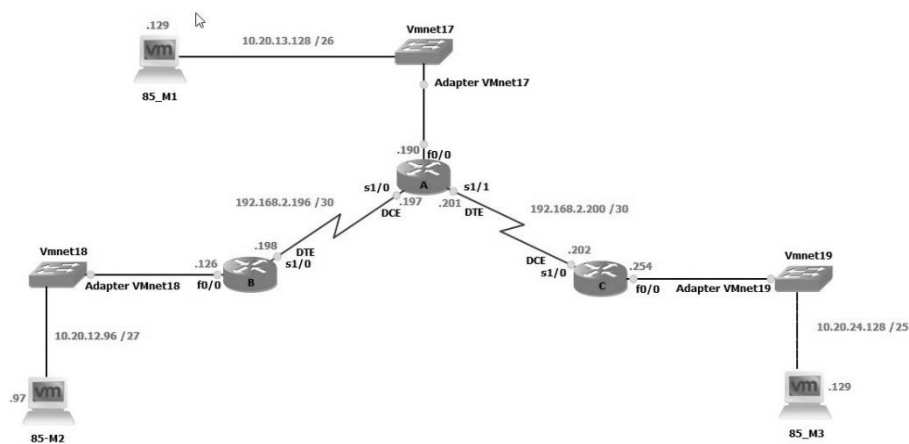 .129
Vmnet17
10.20.13.128 /26
vm
Adapter VMnet17
85_M1
.190
f0/0
A
s1/0
s1/1
192.168.2.196 /30
.197
.201
DCE
DTE
192.168.2.200 /30
.198
DTE
s1/0
Vmnet18
.126
B
Adapter VMnet18
f0/0
.202
DCE
s1/0
C
.254
f0/0
Vmnet19
Adapter VMnet19
10.20.12.96 /27
10.20.24.128 /25
.97
vm
85-M2
vm
.129
85_M3